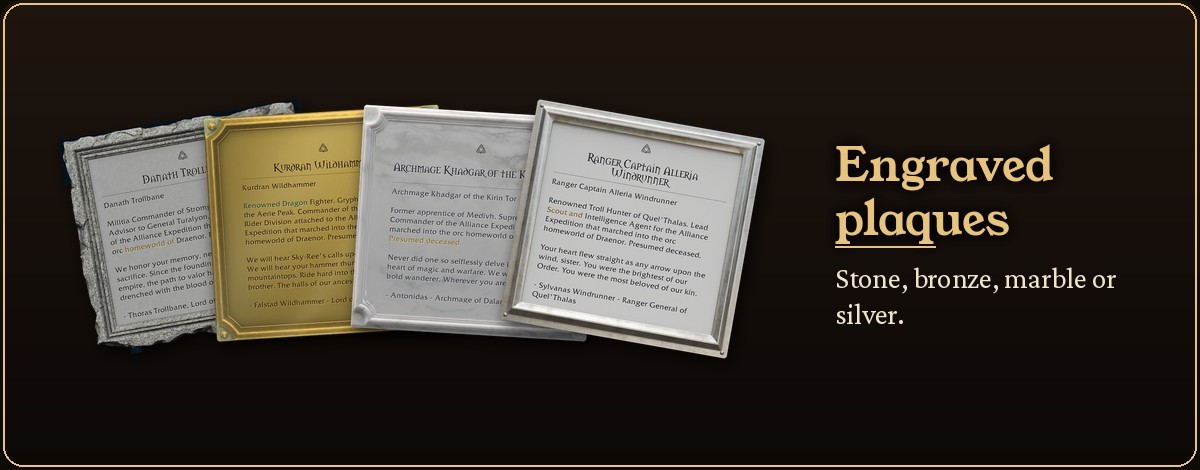 Danath Troll
Danath Trollbane
Militia Commander of Strom
Advisor to General Turalyon.
of the Alliance Expedition th
orc homeworld of Draenor.
We honor your memory, ne
sacrifice. Since the foundin
empire, the path to valor h
drenched with the blood o
- Thoras Trollbane, Lord o
Kurdran Wildhamm
Kurdran Wildhammer
Renowned Dragon Fighter. Gryph
the Aerie Peak. Commander of the
Rider Division attached to the All
Expedition that marched into the
homeworld of Draenor. Presumed
We will hear Sky-Ree's calls up
We will hear your hammer thun
mountaintops. Ride hard into th
brother. The halls of our ances
- Falstad Wildhammer - Lord o
Archmage Khadgar of the K
Archmage Khadgar of the Kirin Tor
Former apprentice of Medivh. Supre
Commander of the Alliance Expedi
that marched into the orc homeworld o
Presumed deceased.
Never did one so selflessly delve i
heart of magic and warfare. We w
bold wanderer. Wherever you are
- Antonidas - Archmage of Dalar
Ranger Captain Alleria
Windrunner
Ranger Captain Alleria Windrunner
Renowned Troll Hunter of Quel'Thalas. Lead
Scout and Intelligence Agent for the Alliance
Expedition that marched into the orc
homeworld of Draenor. Presumed deceased.
Your heart flew straight as any arrow upon the
wind, sister. You were the brightest of our
Order. You were the most beloved of our kin.
- Sylvanas Windrunner - Ranger General of
Quel'Thalas
Engraved
plaques
Stone, bronze, marble or
silver.